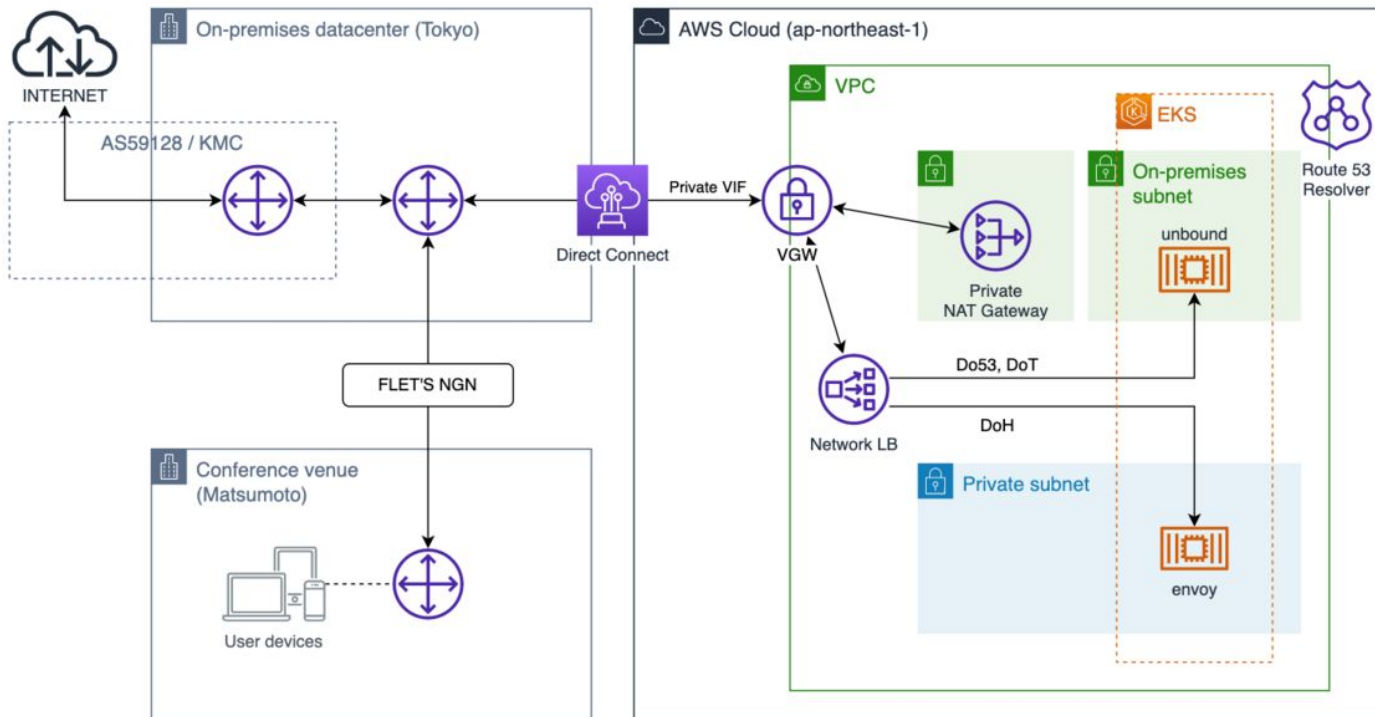 INTERNET
On-premises datacenter (Tokyo)
AS59128 / KMC
Direct Connect
FLET'S NGN
Conference venue
(Matsumoto)
User devices
AWS Cloud (ap-northeast-1)
VPC
EKS
Route 53
Resolver
Private VIF
VGW
Private
NAT Gateway
On-premises
subnet
unbound
Network LB
Do53, DoT
DoH
Private subnet
envoy